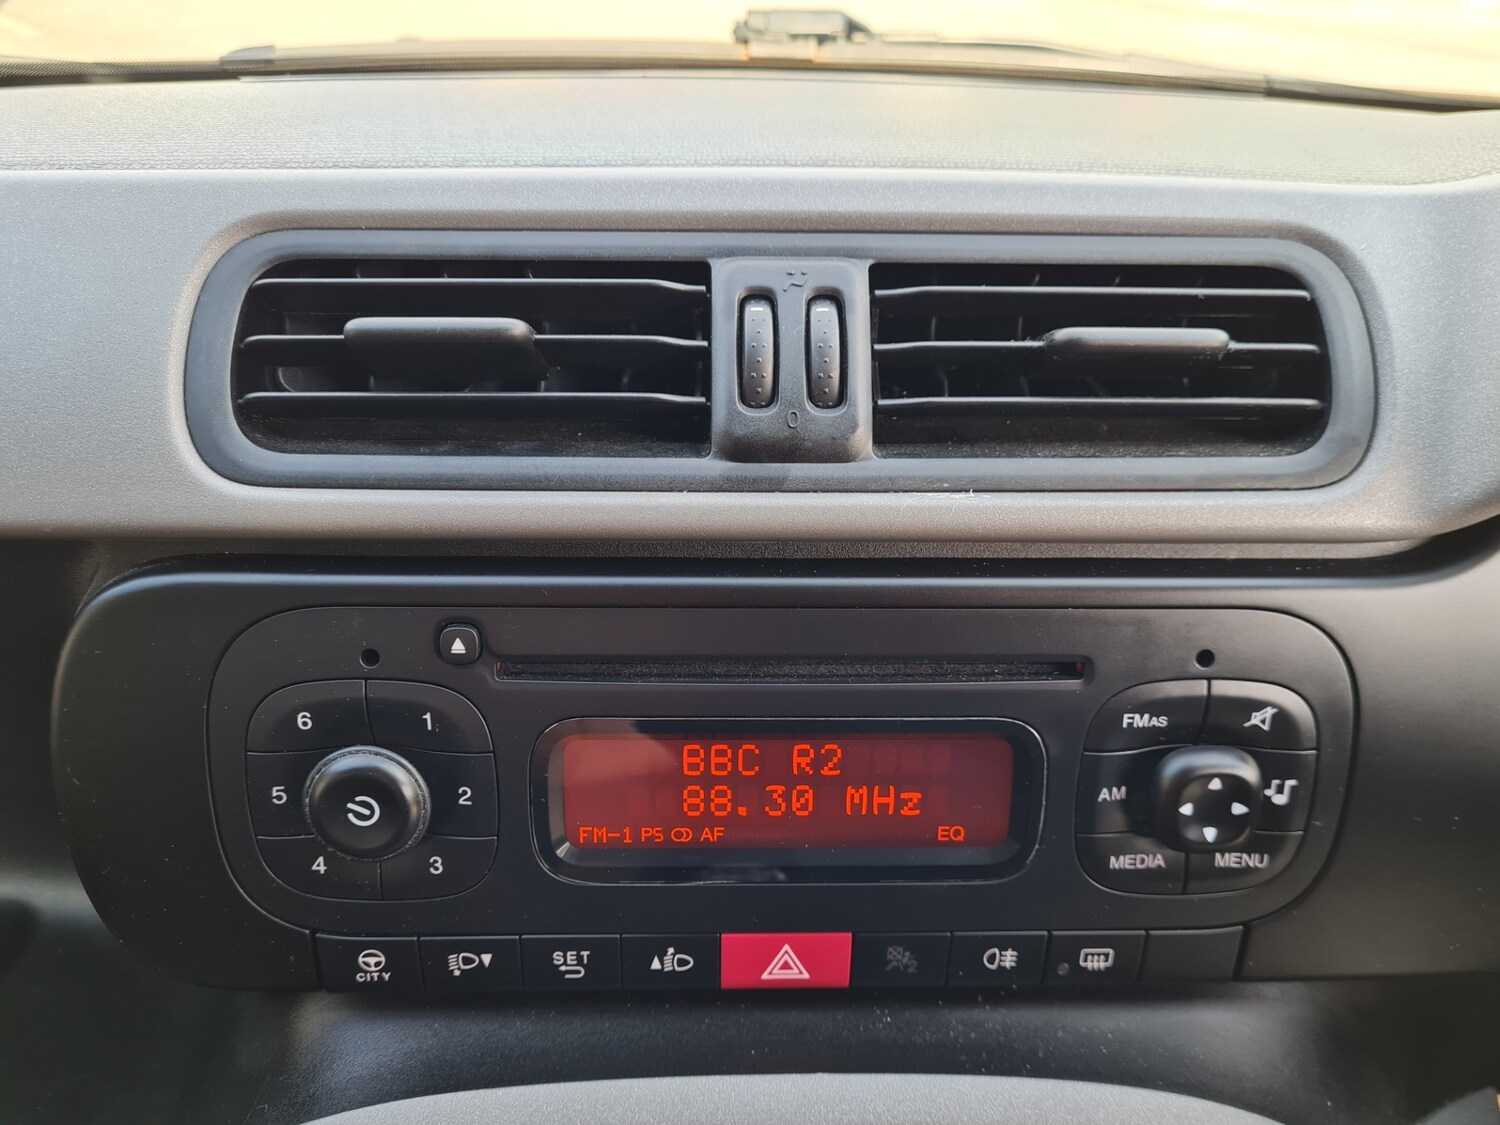 0
6
1
5
2
4
3
BBC R2
88.30 MHz
FM-1 PS AF EQ
FMAS
AM
MEDIA
MENU
CITY
SET